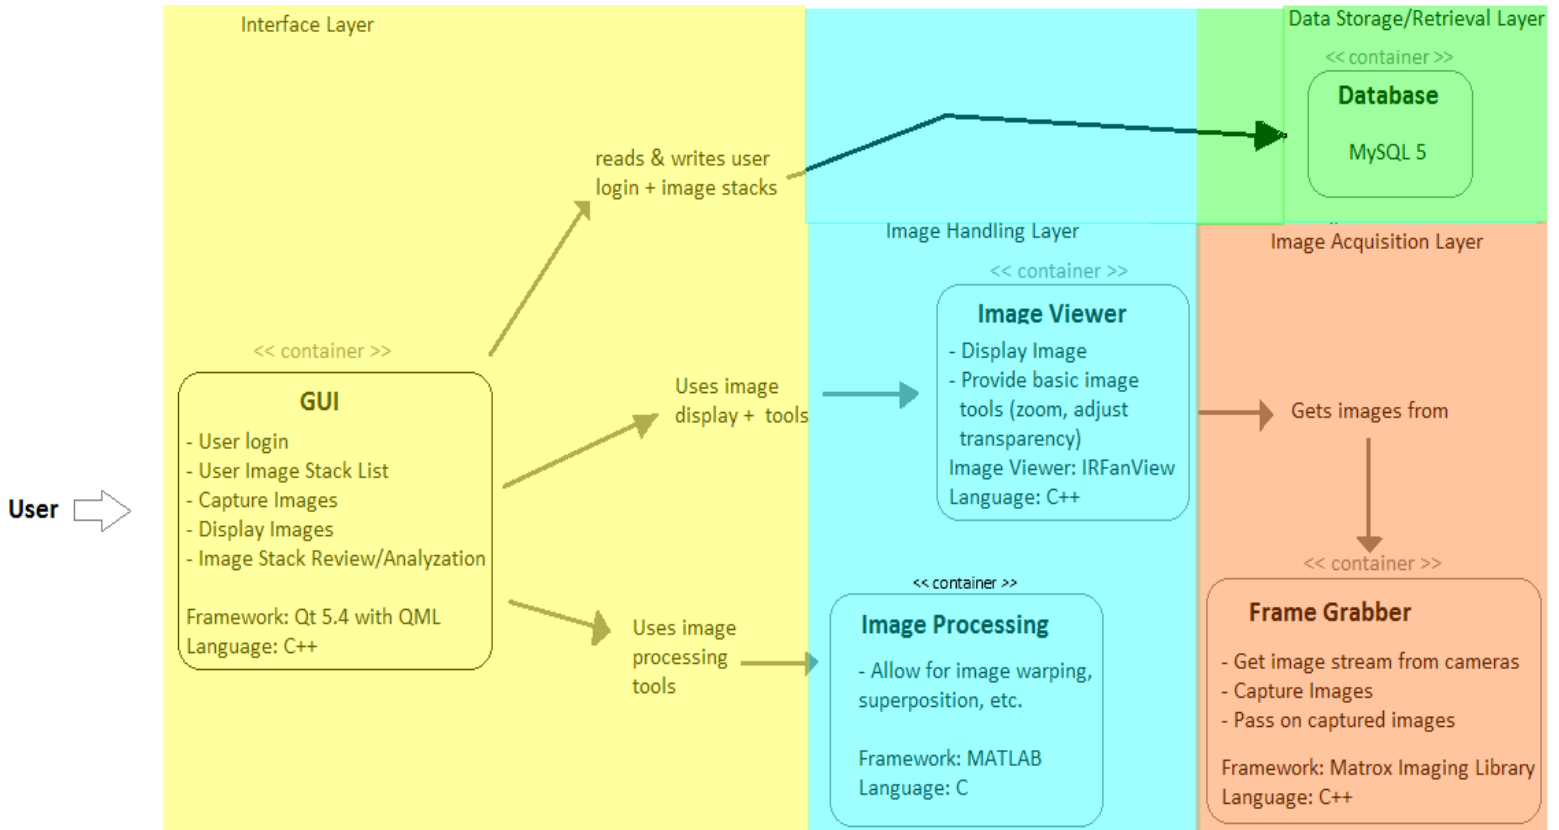 Interface Layer
Data Storage/Retrieval Layer
<< container >>
Database
MySQL 5
reads & writes user
login + image stacks
Image Handling Layer
Image Acquisition Layer
<< container >>
Image Viewer
- Display Image
- Provide basic image
tools (zoom, adjust
transparency)
Image Viewer: IRFanView
Language: C++
<< container >>
GUI
- User login
- User Image Stack List
- Capture Images
- Display Images
- Image Stack Review/Analyzation
Framework: Qt 5.4 with QML
Language: C++
User
Uses image
display + tools
Gets images from
Uses image
processing
tools
<< container >>
Image Processing
- Allow for image warping,
superposition, etc.
Framework: MATLAB
Language: C
<< container >>
Frame Grabber
- Get image stream from cameras
- Capture Images
- Pass on captured images
Framework: Matrox Imaging Library
Language: C++